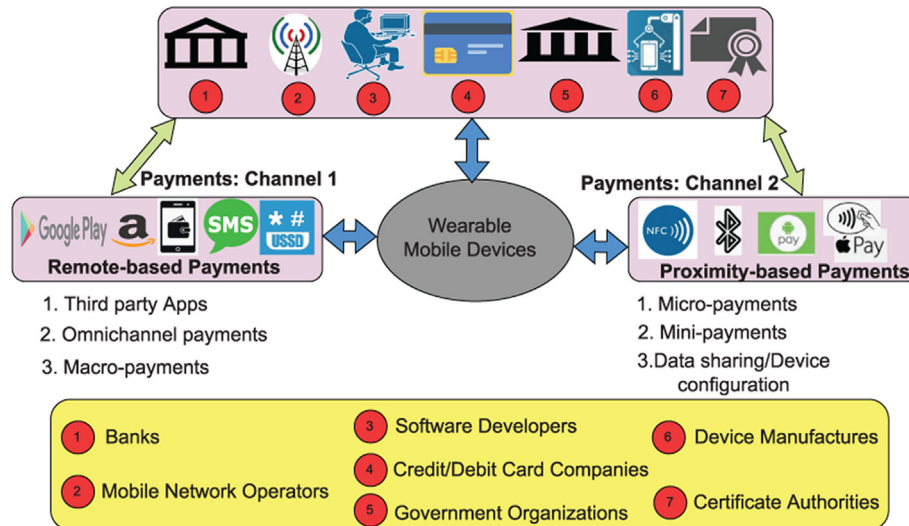 1
2
3
4
5
6
7
Payments: Channel 1
Payments: Channel 2
Google Play
a
SMS
* #
USSD
Remote-based Payments
Wearable
Mobile Devices
NFC
pay
Pay
Proximity-based Payments
1. Third party Apps
2. Omnichannel payments
3. Macro-payments
1. Micro-payments
2. Mini-payments
3.Data sharing/Device
configuration
1 Banks
2 Mobile Network Operators
3 Software Developers
4 Credit/Debit Card Companies
5 Government Organizations
6 Device Manufactures
7 Certificate Authorities